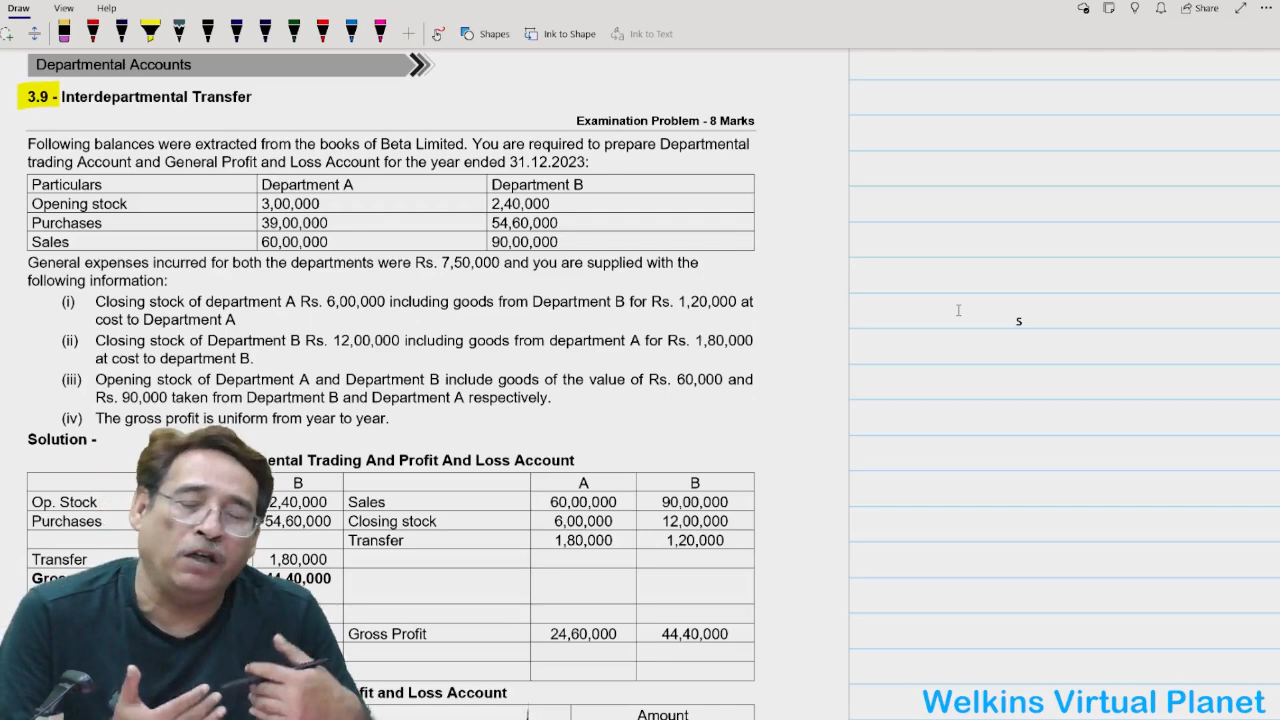 Draw View Help
Share
Shapes Ink to Shape Ink to Text
Departmental Accounts
3.9 - Interdepartmental Transfer
Examination Problem - 8 Marks
Following balances were extracted from the books of Beta Limited. You are required to prepare Departmental
trading Account and General Profit and Loss Account for the year ended 31.12.2023:
Particulars Department A Department B
Opening stock 3,00,000 2,40,000
Purchases 39,00,000 54,60,000
Sales 60,00,000 90,00,000
General expenses incurred for both the departments were Rs. 7,50,000 and you are supplied with the
following information:
(i) Closing stock of department A Rs. 6,00,000 including goods from Department B for Rs. 1,20,000 at
cost to Department A
s
(ii) Closing stock of Department B Rs. 12,00,000 including goods from department A for Rs. 1,80,000
at cost to department B.
(iii) Opening stock of Department A and Department B include goods of the value of Rs. 60,000 and
Rs. 90,000 taken from Department B and Department A respectively.
(iv) The gross profit is uniform from year to year.
Solution -
Trading And Profit And Loss Account
B A B
Op. Stock 2,40,000 Sales 60,00,000 90,00,000
Purchases 54,60,000 Closing stock 6,00,000 12,00,000
Transfer 1,80,000 1,20,000
Transfer 1,80,000
Gross Profit 24,60,000 44,40,000
and Loss Account
Amount
Welkins Virtual Planet